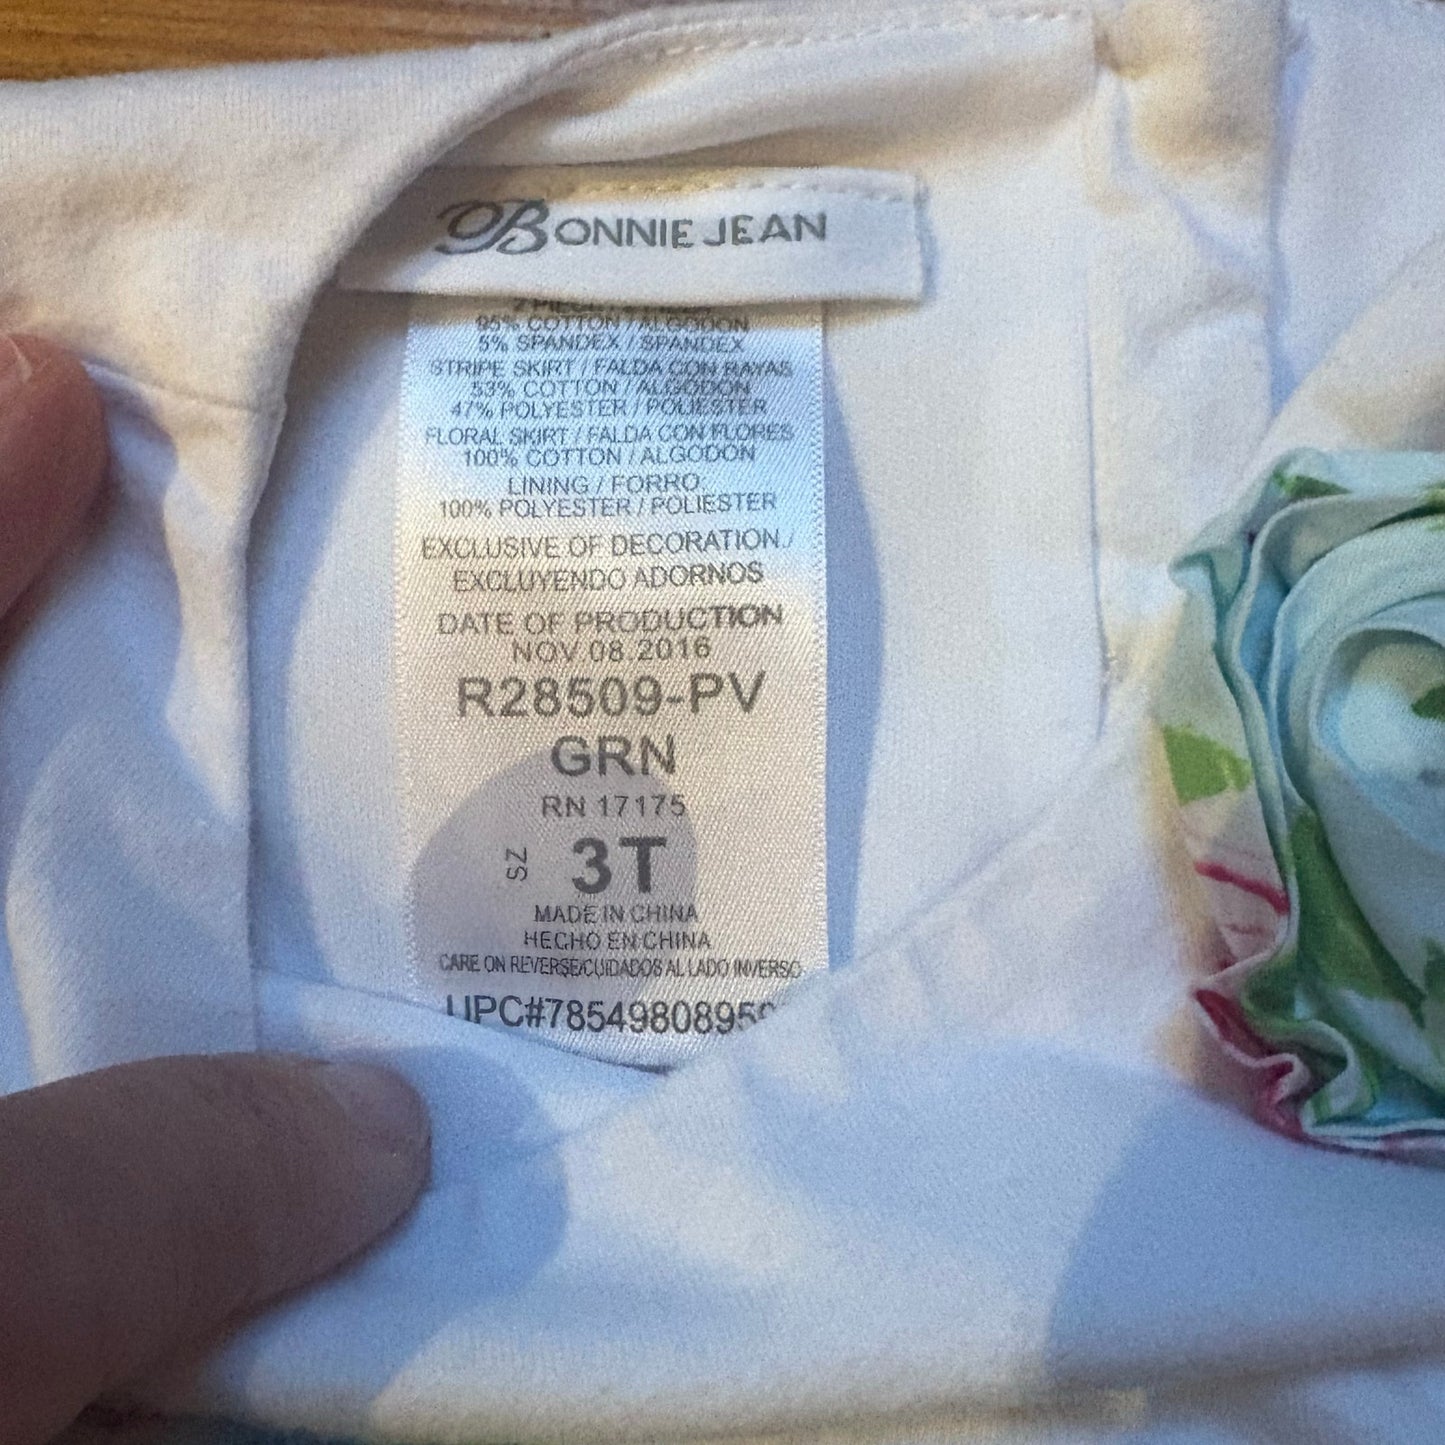 BONNIE JEAN
95% COTTON / ALGODON
5% SPANDEX / SPANDEX
STRIPE SKIRT / FALDA CON RAYAS
53% COTTON / ALGODON
47% POLYESTER / POLIESTER
FLORAL SKIRT / FALDA CON FLORES
100% COTTON / ALGODON
LINING / FORRO:
100% POLYESTER / POLIESTER
EXCLUSIVE OF DECORATION./
EXCLUYENDO ADORNOS
DATE OF PRODUCTION
NOV.08.2016
R28509-PV
GRN
RN 17175
SZ 3T
MADE IN CHINA
HECHO EN CHINA
CARE ON REVERSE/CUIDADOS AL LADO INVERSO
UPC#7854980895